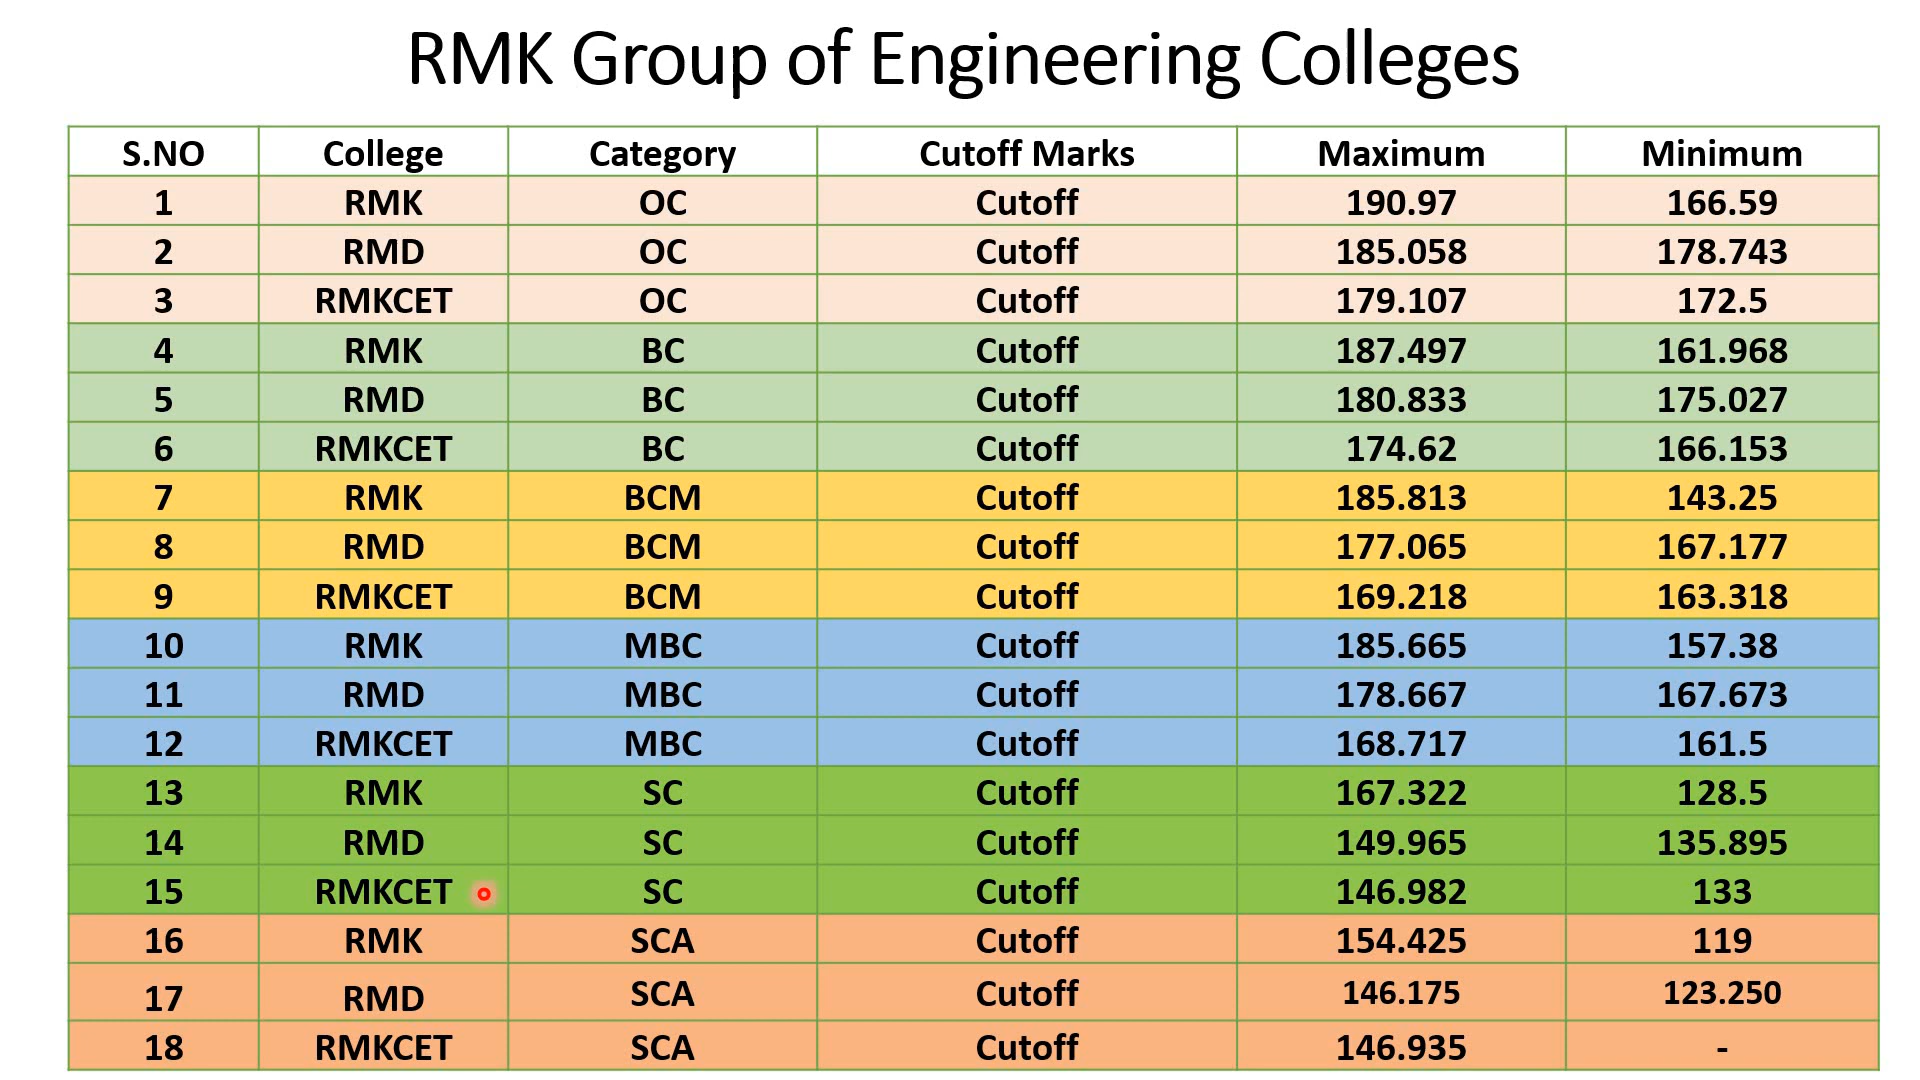 RMK Group of Engineering Colleges
S.NO College Category Cutoff Marks Maximum Minimum
1 RMK OC Cutoff 190.97 166.59
2 RMD OC Cutoff 185.058 178.743
3 RMKCET OC Cutoff 179.107 172.5
4 RMK BC Cutoff 187.497 161.968
5 RMD BC Cutoff 180.833 175.027
6 RMKCET BC Cutoff 174.62 166.153
7 RMK BCM Cutoff 185.813 143.25
8 RMD BCM Cutoff 177.065 167.177
9 RMKCET BCM Cutoff 169.218 163.318
10 RMK MBC Cutoff 185.665 157.38
11 RMD MBC Cutoff 178.667 167.673
12 RMKCET MBC Cutoff 168.717 161.5
13 RMK SC Cutoff 167.322 128.5
14 RMD SC Cutoff 149.965 135.895
15 RMKCET SC Cutoff 146.982 133
16 RMK SCA Cutoff 154.425 119
17 RMD SCA Cutoff 146.175 123.250
18 RMKCET SCA Cutoff 146.935 -